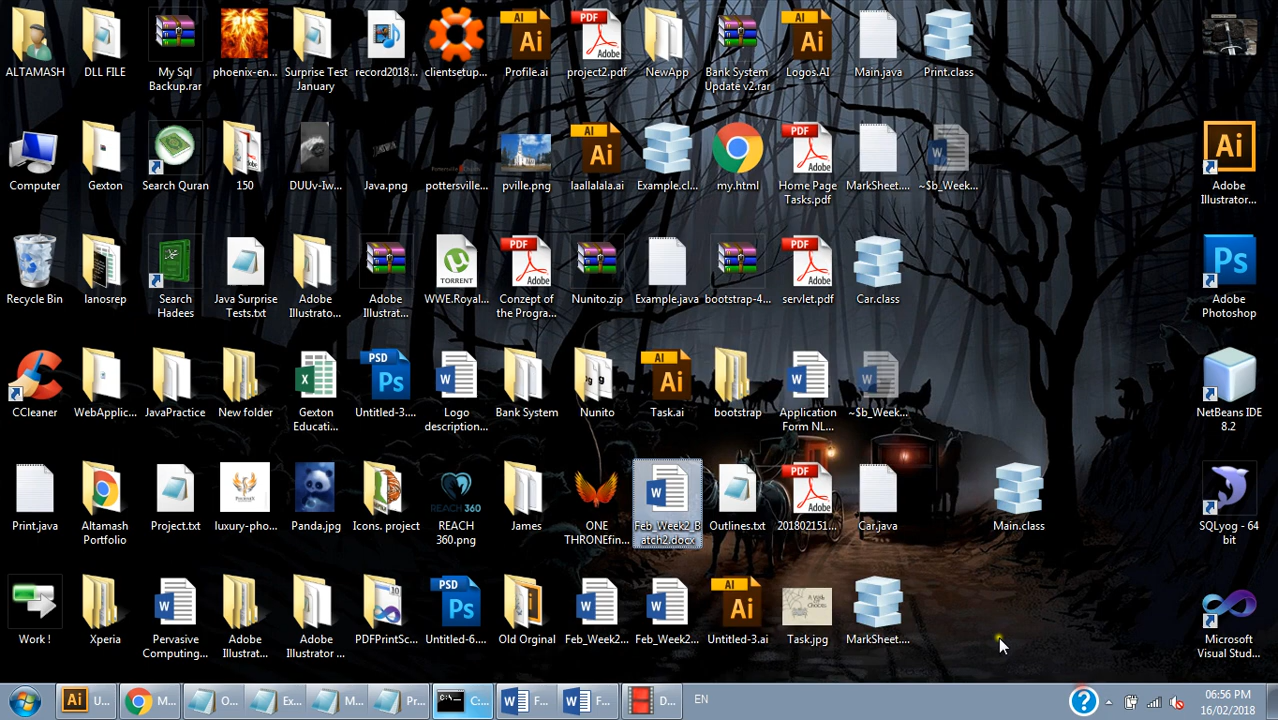 ALTAMASH
DLL FILE
My Sql
Backup.rar
phoenix-en...
Surprise Test
January
record2018...
clientsetup...
Profile.ai
project2.pdf
NewApp
Bank System
Update v2.rar
Logos.AI
Main.java
Print.class
Computer
Gexton
Search Quran
150
DUUv-Iw...
Java.png
pottersville...
pville.png
laallalala.ai
Example.cl...
my.html
Home Page
Tasks.pdf
MarkSheet....
~$b_Week...
Adobe
Illustrator...
Recycle Bin
lanosrep
Search
Hadees
Java Surprise
Tests.txt
Adobe
Illustrato...
Adobe
Illustrat...
WWE.Royal...
Concept of
the Progra...
Nunito.zip
Example.java
bootstrap-4...
servlet.pdf
Car.class
Adobe
Photoshop
CCleaner
WebApplic...
JavaPractice
New folder
Gexton
Educati...
Untitled-3....
Logo
description...
Bank System
Nunito
Task.ai
bootstrap
Application
Form NL...
~$b_Week...
NetBeans IDE
8.2
Print.java
Altamash
Portfolio
Project.txt
luxury-pho...
Panda.jpg
Icons. project
REACH
360.png
James
ONE
THRONEfin...
Feb_Week2_B
atch2.docx
Outlines.txt
201802151...
Car.java
Main.class
SQLyog - 64
bit
Work !
Xperia
Pervasive
Computing...
Adobe
Illustrat...
Adobe
Illustrator ...
PDFPrintSc...
Untitled-6....
Old Orginal
Feb_Week2...
Feb_Week2...
Untitled-3.ai
Task.jpg
MarkSheet....
Microsoft
Visual Stud...
U... M... O... Ex... M... Pr... C:... F... F... D... EN
06:56 PM
16/02/2018